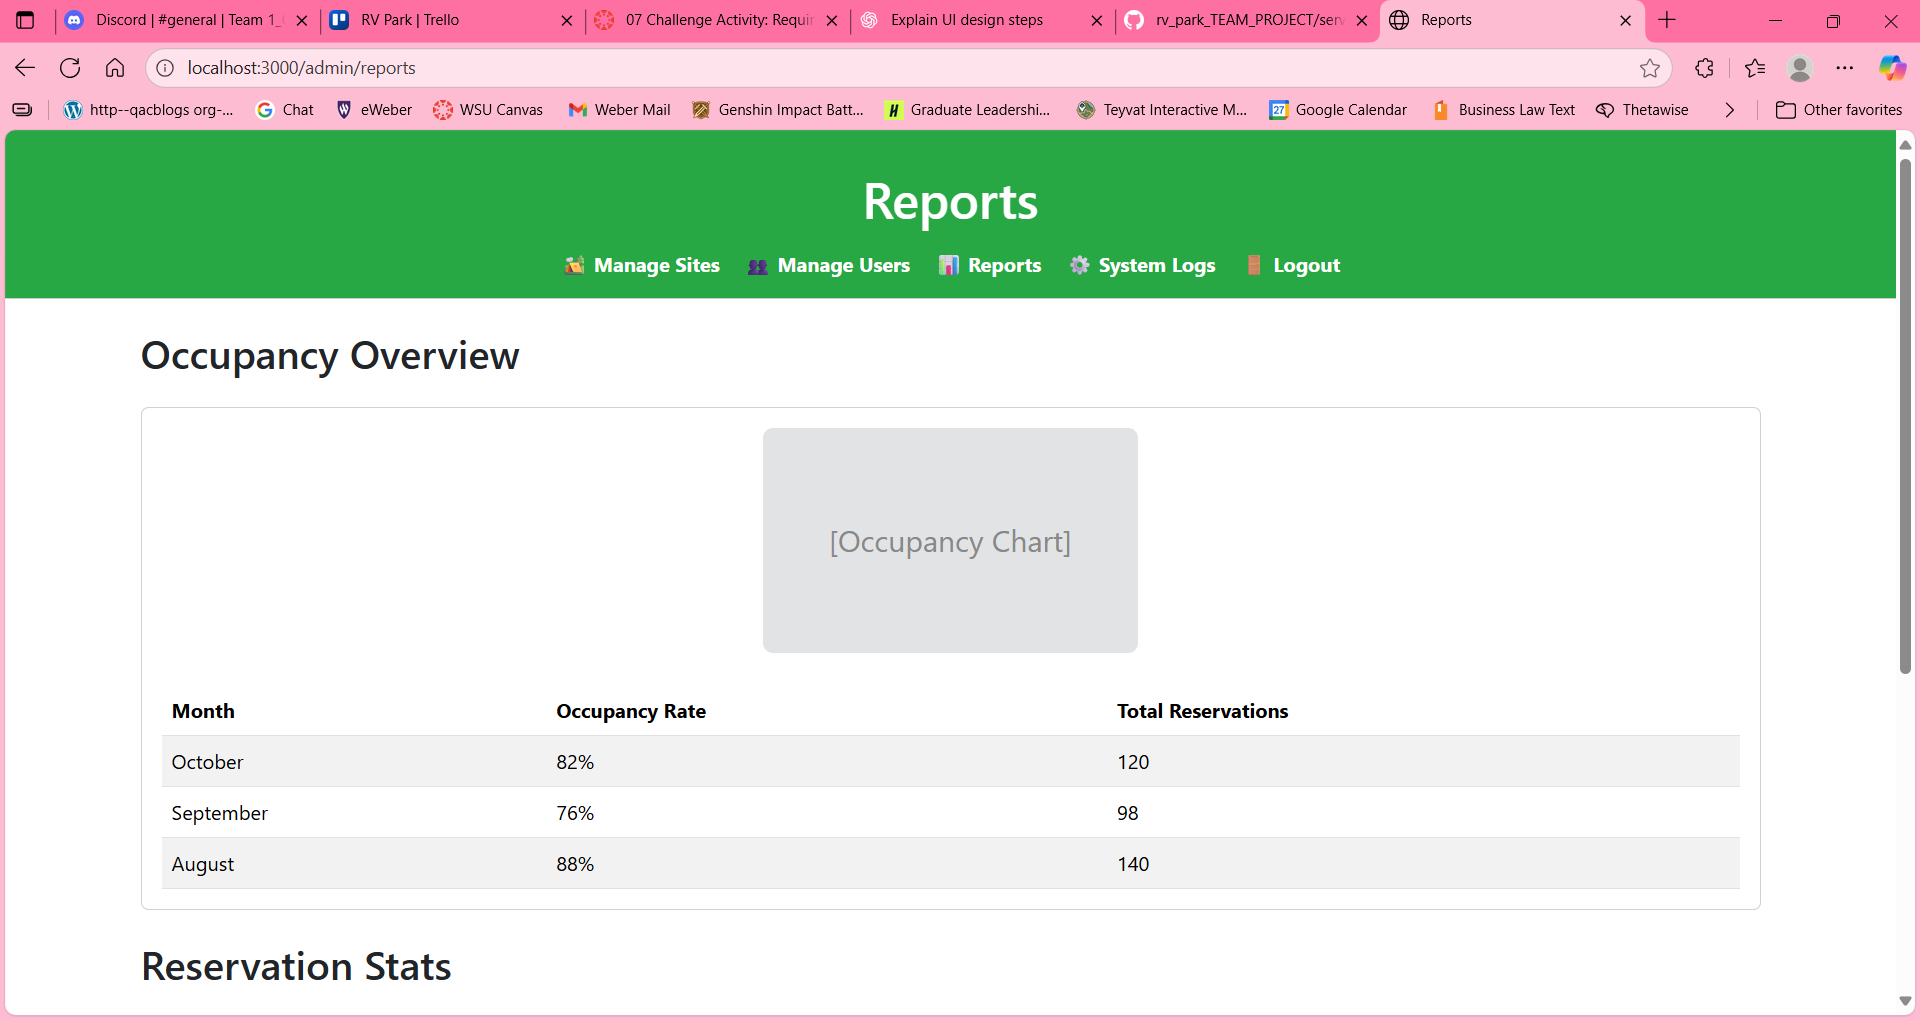 Discord | #general | Team 1_
RV Park | Trello
07 Challenge Activity: Requir
Explain UI design steps
rv_park_TEAM_PROJECT/serv
Reports
localhost:3000/admin/reports
http--qacblogs org-...
Chat
eWeber
WSU Canvas
Weber Mail
Genshin Impact Batt...
Graduate Leadershi...
Teyvat Interactive M...
27
Google Calendar
Business Law Text
Thetawise
Other favorites
Reports
Manage Sites
Manage Users
Reports
System Logs
Logout
Occupancy Overview
[Occupancy Chart]
Month Occupancy Rate Total Reservations
October 82% 120
September 76% 98
August 88% 140
Reservation Stats